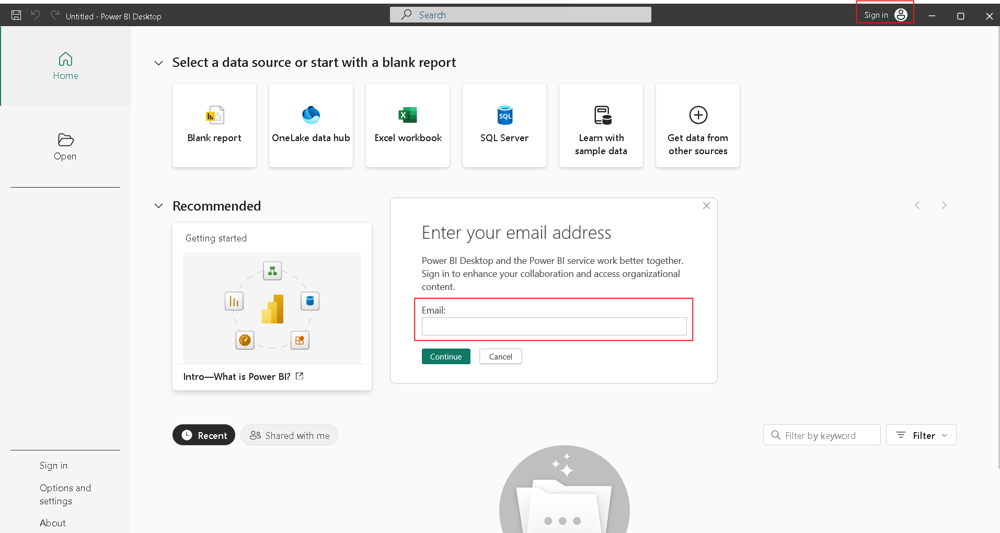 Untitled - Power BI Desktop
Search
Sign in
Home
Open
Select a data source or start with a blank report
Blank report
OneLake data hub
Excel workbook
SQL
SQL Server
Learn with
sample data
Get data from
other sources
Recommended
Getting started
Intro—What is Power BI?
Enter your email address
Power BI Desktop and the Power BI service work better together.
Sign in to enhance your collaboration and access organizational
content.
Email:
Continue
Cancel
Recent
Shared with me
Filter by keyword
Filter
Sign in
Options and
settings
About